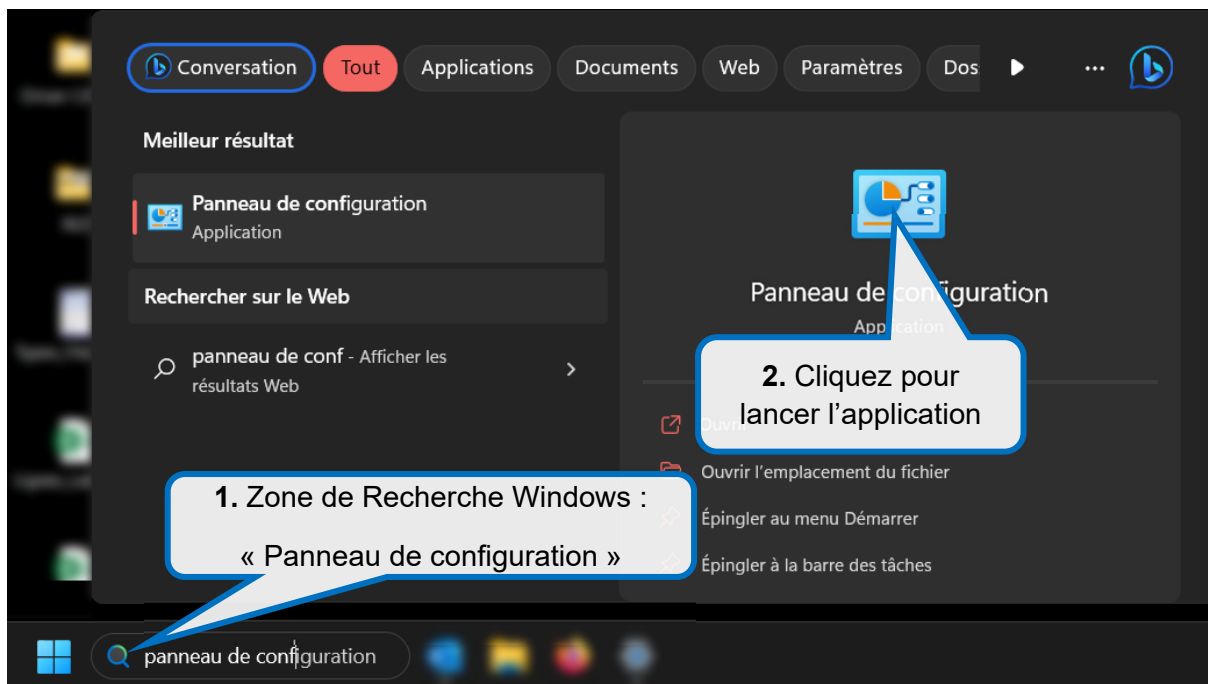 Conversation
Tout
Applications
Documents
Web
Paramètres
Dos
...
Meilleur résultat
Panneau de configuration
Application
Rechercher sur le Web
panneau de conf - Afficher les
résultats Web
Panneau de configuration
Application
2. Cliquez pour
lancer l’application
Ouvrir
Ouvrir l’emplacement du fichier
Épingler au menu Démarrer
Épingler à la barre des tâches
1. Zone de Recherche Windows :
« Panneau de configuration »
panneau de configuration